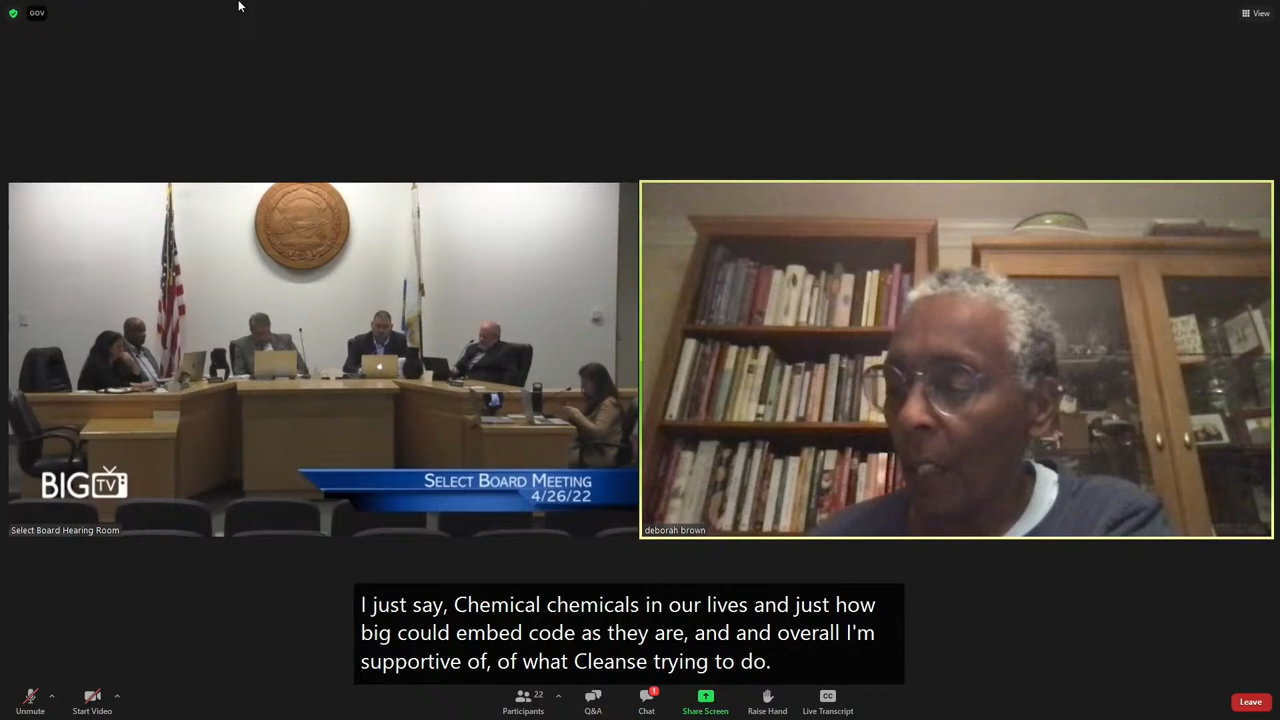 GOV
View
BIG TV
SELECT BOARD MEETING
4/26/22
Select Board Hearing Room
deborah brown
I just say, Chemical chemicals in our lives and just how
big could embed code as they are, and and overall I'm
supportive of, of what Cleanse trying to do.
Unmute
Start Video
22
Participants
Q&A
1
Chat
Share Screen
Raise Hand
CC
Live Transcript
Leave